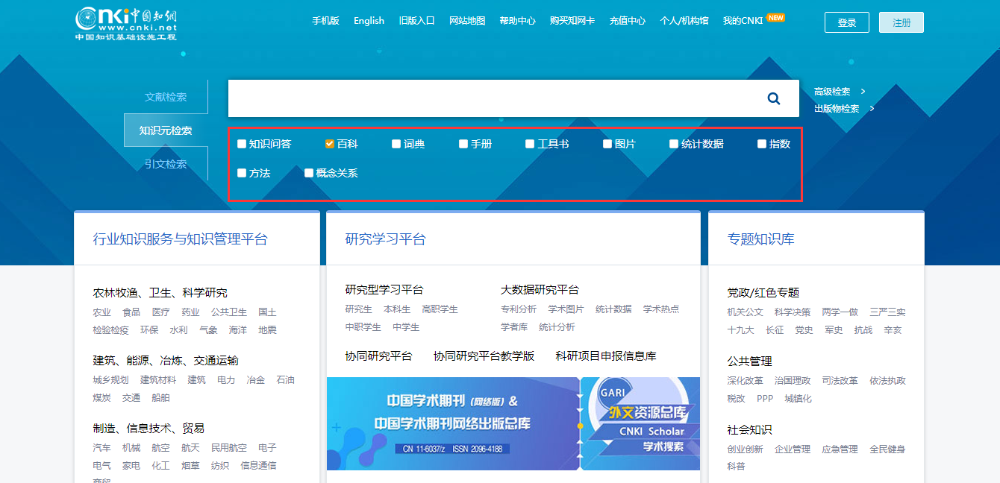 Cnki中国知网
www.cnki.net
中国知识基础设施工程
手机版 English 旧版入口 网站地图 帮助中心 购买知网卡 充值中心 个人/机构馆 我的CNKI NEW
登录 注册
文献检索
知识元检索
引文检索
高级检索 >
出版物检索 >
知识问答 百科 词典 手册 工具书 图片 统计数据 指数
方法 概念关系
行业知识服务与知识管理平台
农林牧渔、卫生、科学研究
农业 食品 医疗 药业 公共卫生 国土
检验检疫 环保 水利 气象 海洋 地震
建筑、能源、冶炼、交通运输
城乡规划 建筑材料 建筑 电力 冶金 石油
煤炭 交通 船舶
制造、信息技术、贸易
汽车 机械 航空 航天 民用航空 电子
电气 家电 化工 烟草 纺织 信息通信
商贸
研究学习平台
研究型学习平台
研究生 本科生 高职学生
中职学生 中学生
大数据研究平台
专利分析 学术图片 统计数据 学术热点
学者库 统计分析
协同研究平台 协同研究平台教学版 科研项目申报信息库
中国学术期刊(网络版)&
中国学术期刊网络出版总库
CN 11-6037/z ISSN 2096-4188
GARI
外文资源总库
CNKI Scholar
学术搜索
专题知识库
党政/红色专题
机关公文 科学决策 两学一做 三严三实
十九大 长征 党史 军史 抗战 辛亥
公共管理
深化改革 治国理政 司法改革 依法执政
税改 PPP 城镇化
社会知识
创业创新 企业管理 应急管理 全民健身
科普